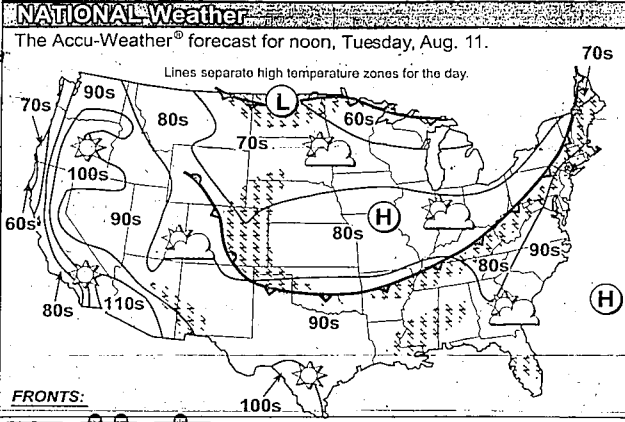 NATIONAL Weather
The Accu-Weather® forecast for noon, Tuesday, Aug. 11.
Lines separate high temperature zones for the day.
70s
90s
70s
80s
L
60s
70s
100s
60s
90s
H
80s
90s
80s
80s
110s
H
90s
100s
FRONTS: